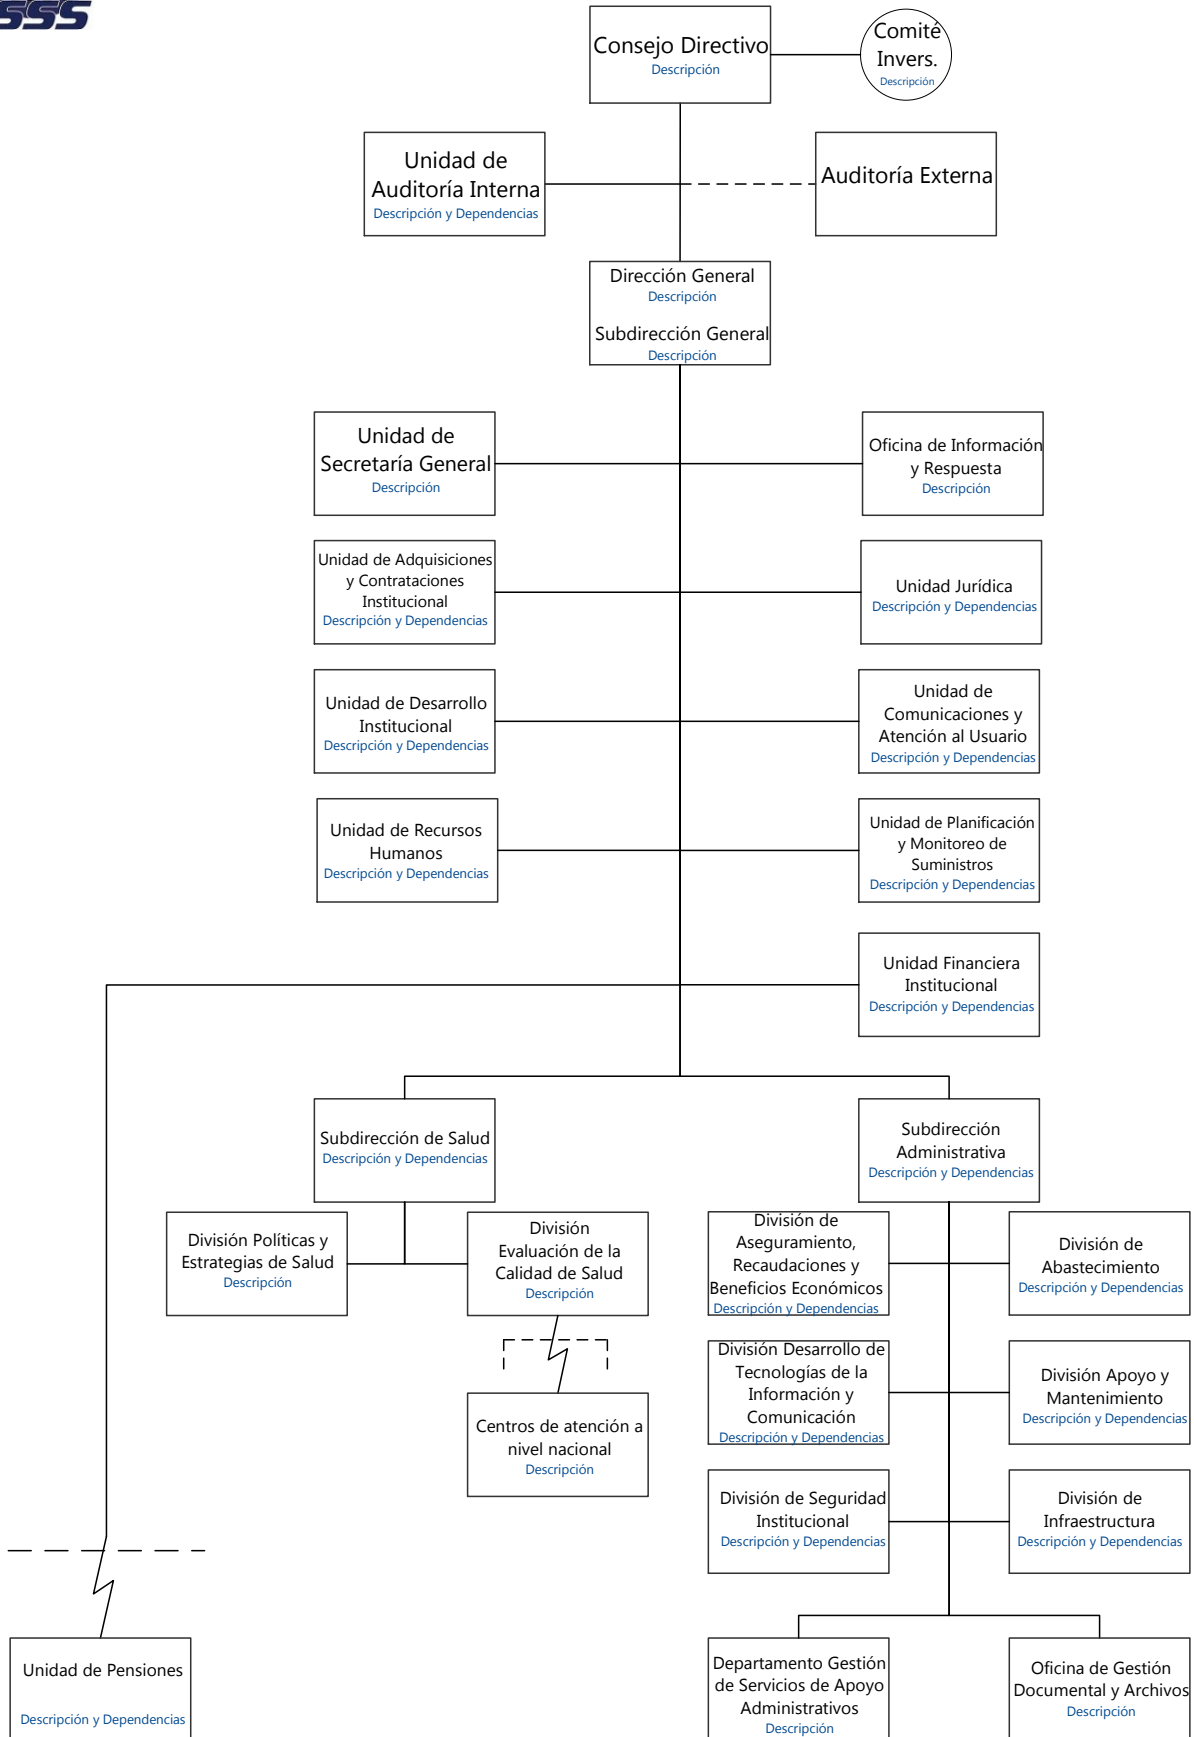 Consejo Directivo
Descripción
Comité
Invers.
Descripción
Unidad de
Auditoría Interna
Descripción y Dependencias
Auditoría Externa
Dirección General
Descripción
Subdirección General
Descripción
Unidad de
Secretaría General
Descripción
Oficina de Información
y Respuesta
Descripción
Unidad de Adquisiciones
y Contrataciones
Institucional
Descripción y Dependencias
Unidad Jurídica
Descripción y Dependencias
Unidad de Desarrollo
Institucional
Descripción y Dependencias
Unidad de
Comunicaciones y
Atención al Usuario
Descripción y Dependencias
Unidad de Recursos
Humanos
Descripción y Dependencias
Unidad de Planificación
y Monitoreo de
Suministros
Descripción y Dependencias
Unidad Financiera
Institucional
Descripción y Dependencias
Subdirección de Salud
Descripción y Dependencias
Subdirección
Administrativa
Descripción y Dependencias
División Políticas y
Estrategias de Salud
Descripción
División
Evaluación de la
Calidad de Salud
Descripción
División de
Aseguramiento,
Recaudaciones y
Beneficios Económicos
Descripción y Dependencias
División de
Abastecimiento
Descripción y Dependencias
División Desarrollo de
Tecnologías de la
Información y
Comunicación
Descripción y Dependencias
División Apoyo y
Mantenimiento
Descripción y Dependencias
Centros de atención a
nivel nacional
Descripción
División de Seguridad
Institucional
Descripción y Dependencias
División de
Infraestructura
Descripción y Dependencias
Unidad de Pensiones
Descripción y Dependencias
Departamento Gestión
de Servicios de Apoyo
Administrativos
Descripción
Oficina de Gestión
Documental y Archivos
Descripción